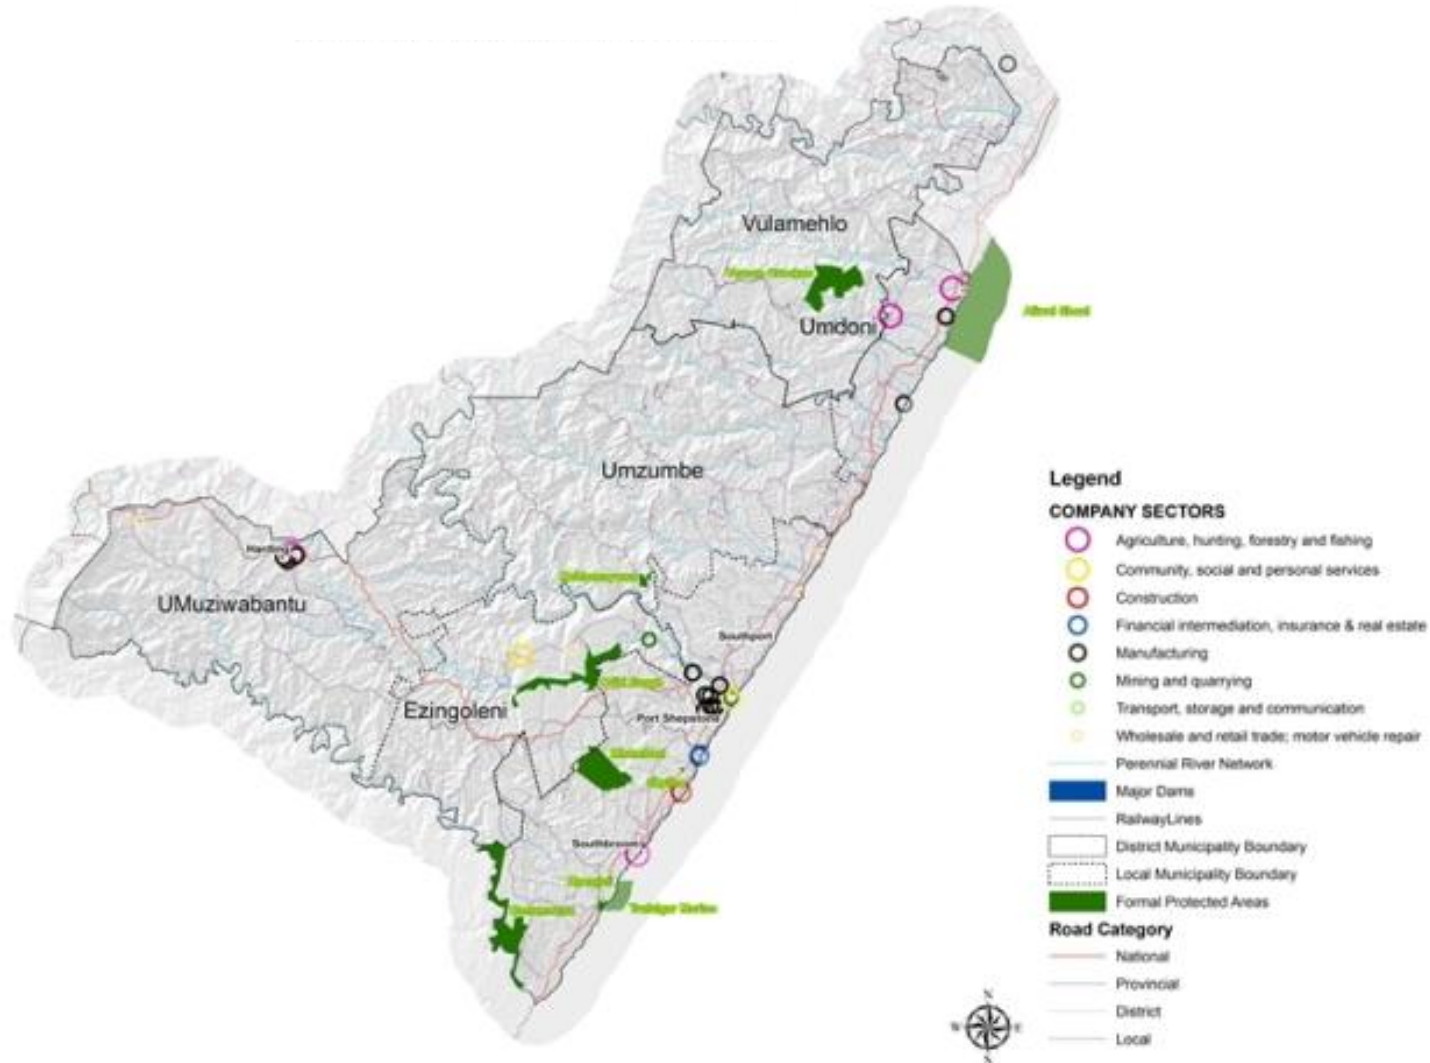 Vulamehlo
Umdoni
Umzumbe
Harding
UMuziwabantu
Southport
Ezingoleni
Port Shepstone
Southbroom
Trafalgar Marine
Legend
COMPANY SECTORS
Agriculture, hunting, forestry and fishing
Community, social and personal services
Construction
Financial intermediation, insurance & real estate
Manufacturing
Mining and quarrying
Transport, storage and communication
Wholesale and retail trade; motor vehicle repair
Perennial River Network
Major Dams
RailwayLines
District Municipality Boundary
Local Municipality Boundary
Formal Protected Areas
Road Category
National
Provincial
District
Local
N
W E
S